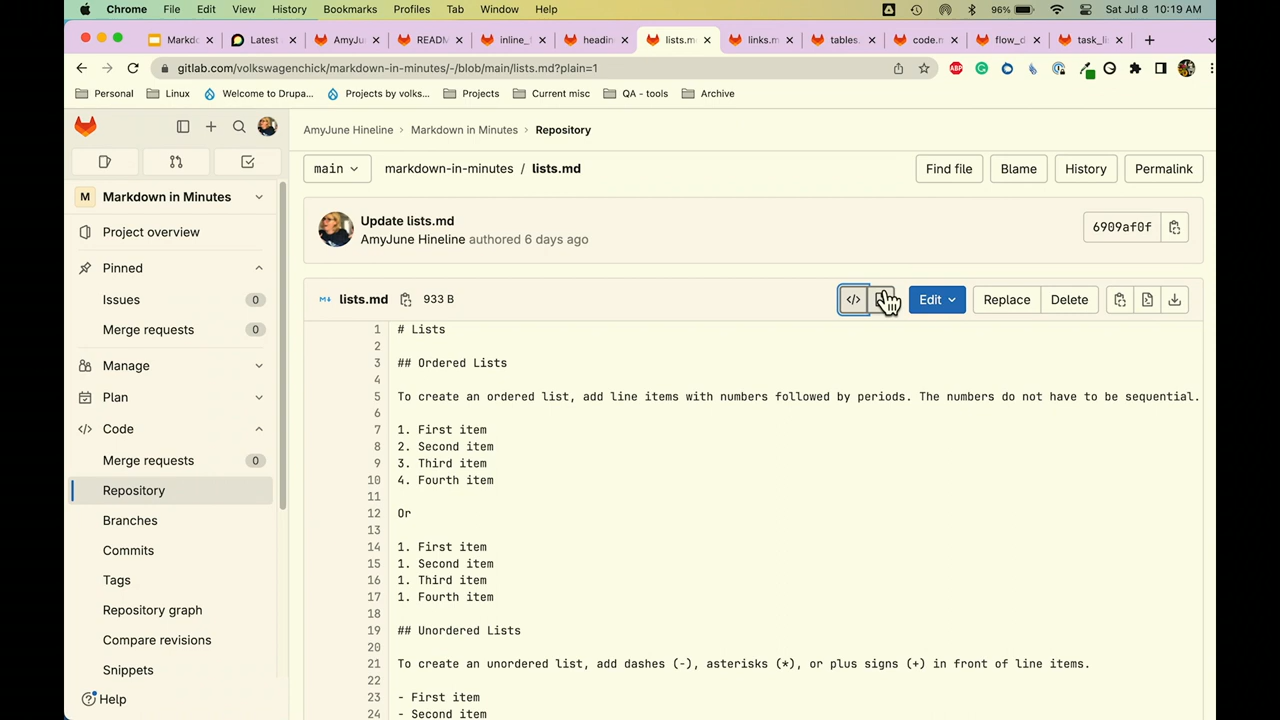 Chrome File Edit View History Bookmarks Profiles Tab Window Help 96% Sat Jul 8 10:19 AM
Markd Latest AmyJu READM inline_ headin lists.m links.m tables. code.m flow_d task_li
gitlab.com/volkswagenchick/markdown-in-minutes/-/blob/main/lists.md?plain=1
Personal Linux Welcome to Drupa... Projects by volks... Projects Current misc QA - tools Archive
AmyJune Hineline Markdown in Minutes Repository
main markdown-in-minutes / lists.md Find file Blame History Permalink
M Markdown in Minutes
Project overview
Pinned
Issues 0
Merge requests 0
Manage
Plan
Code
Merge requests 0
Repository
Branches
Commits
Tags
Repository graph
Compare revisions
Snippets
Help
Update lists.md
AmyJune Hineline authored 6 days ago
6909af0f
lists.md 933 B </> Edit Replace Delete
1 # Lists
2
3 ## Ordered Lists
4
5 To create an ordered list, add line items with numbers followed by periods. The numbers do not have to be sequential.
6
7 1. First item
8 2. Second item
9 3. Third item
10 4. Fourth item
11
12 Or
13
14 1. First item
15 1. Second item
16 1. Third item
17 1. Fourth item
18
19 ## Unordered Lists
20
21 To create an unordered list, add dashes (-), asterisks (*), or plus signs (+) in front of line items.
22
23 - First item
24 - Second item